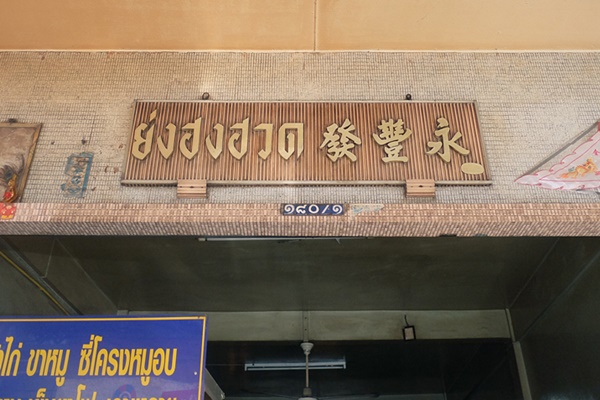 ย่งฮงฮวด 發豐永
๑๘๐/๑
ไก่ ขาหมู ซี่โครงหมูอบ